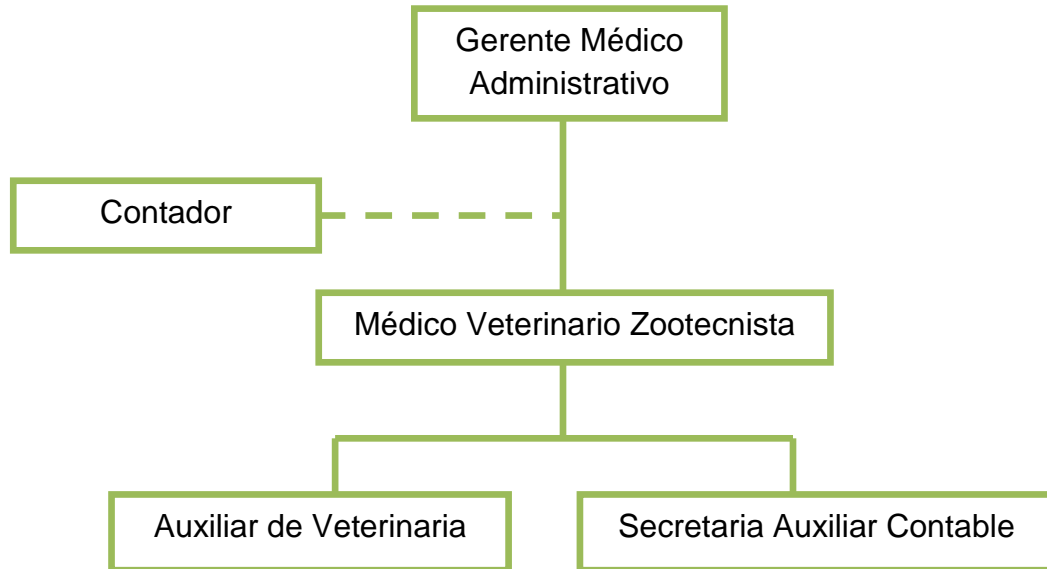 Gerente Médico
Administrativo
Contador
Médico Veterinario Zootecnista
Auxiliar de Veterinaria
Secretaria Auxiliar Contable